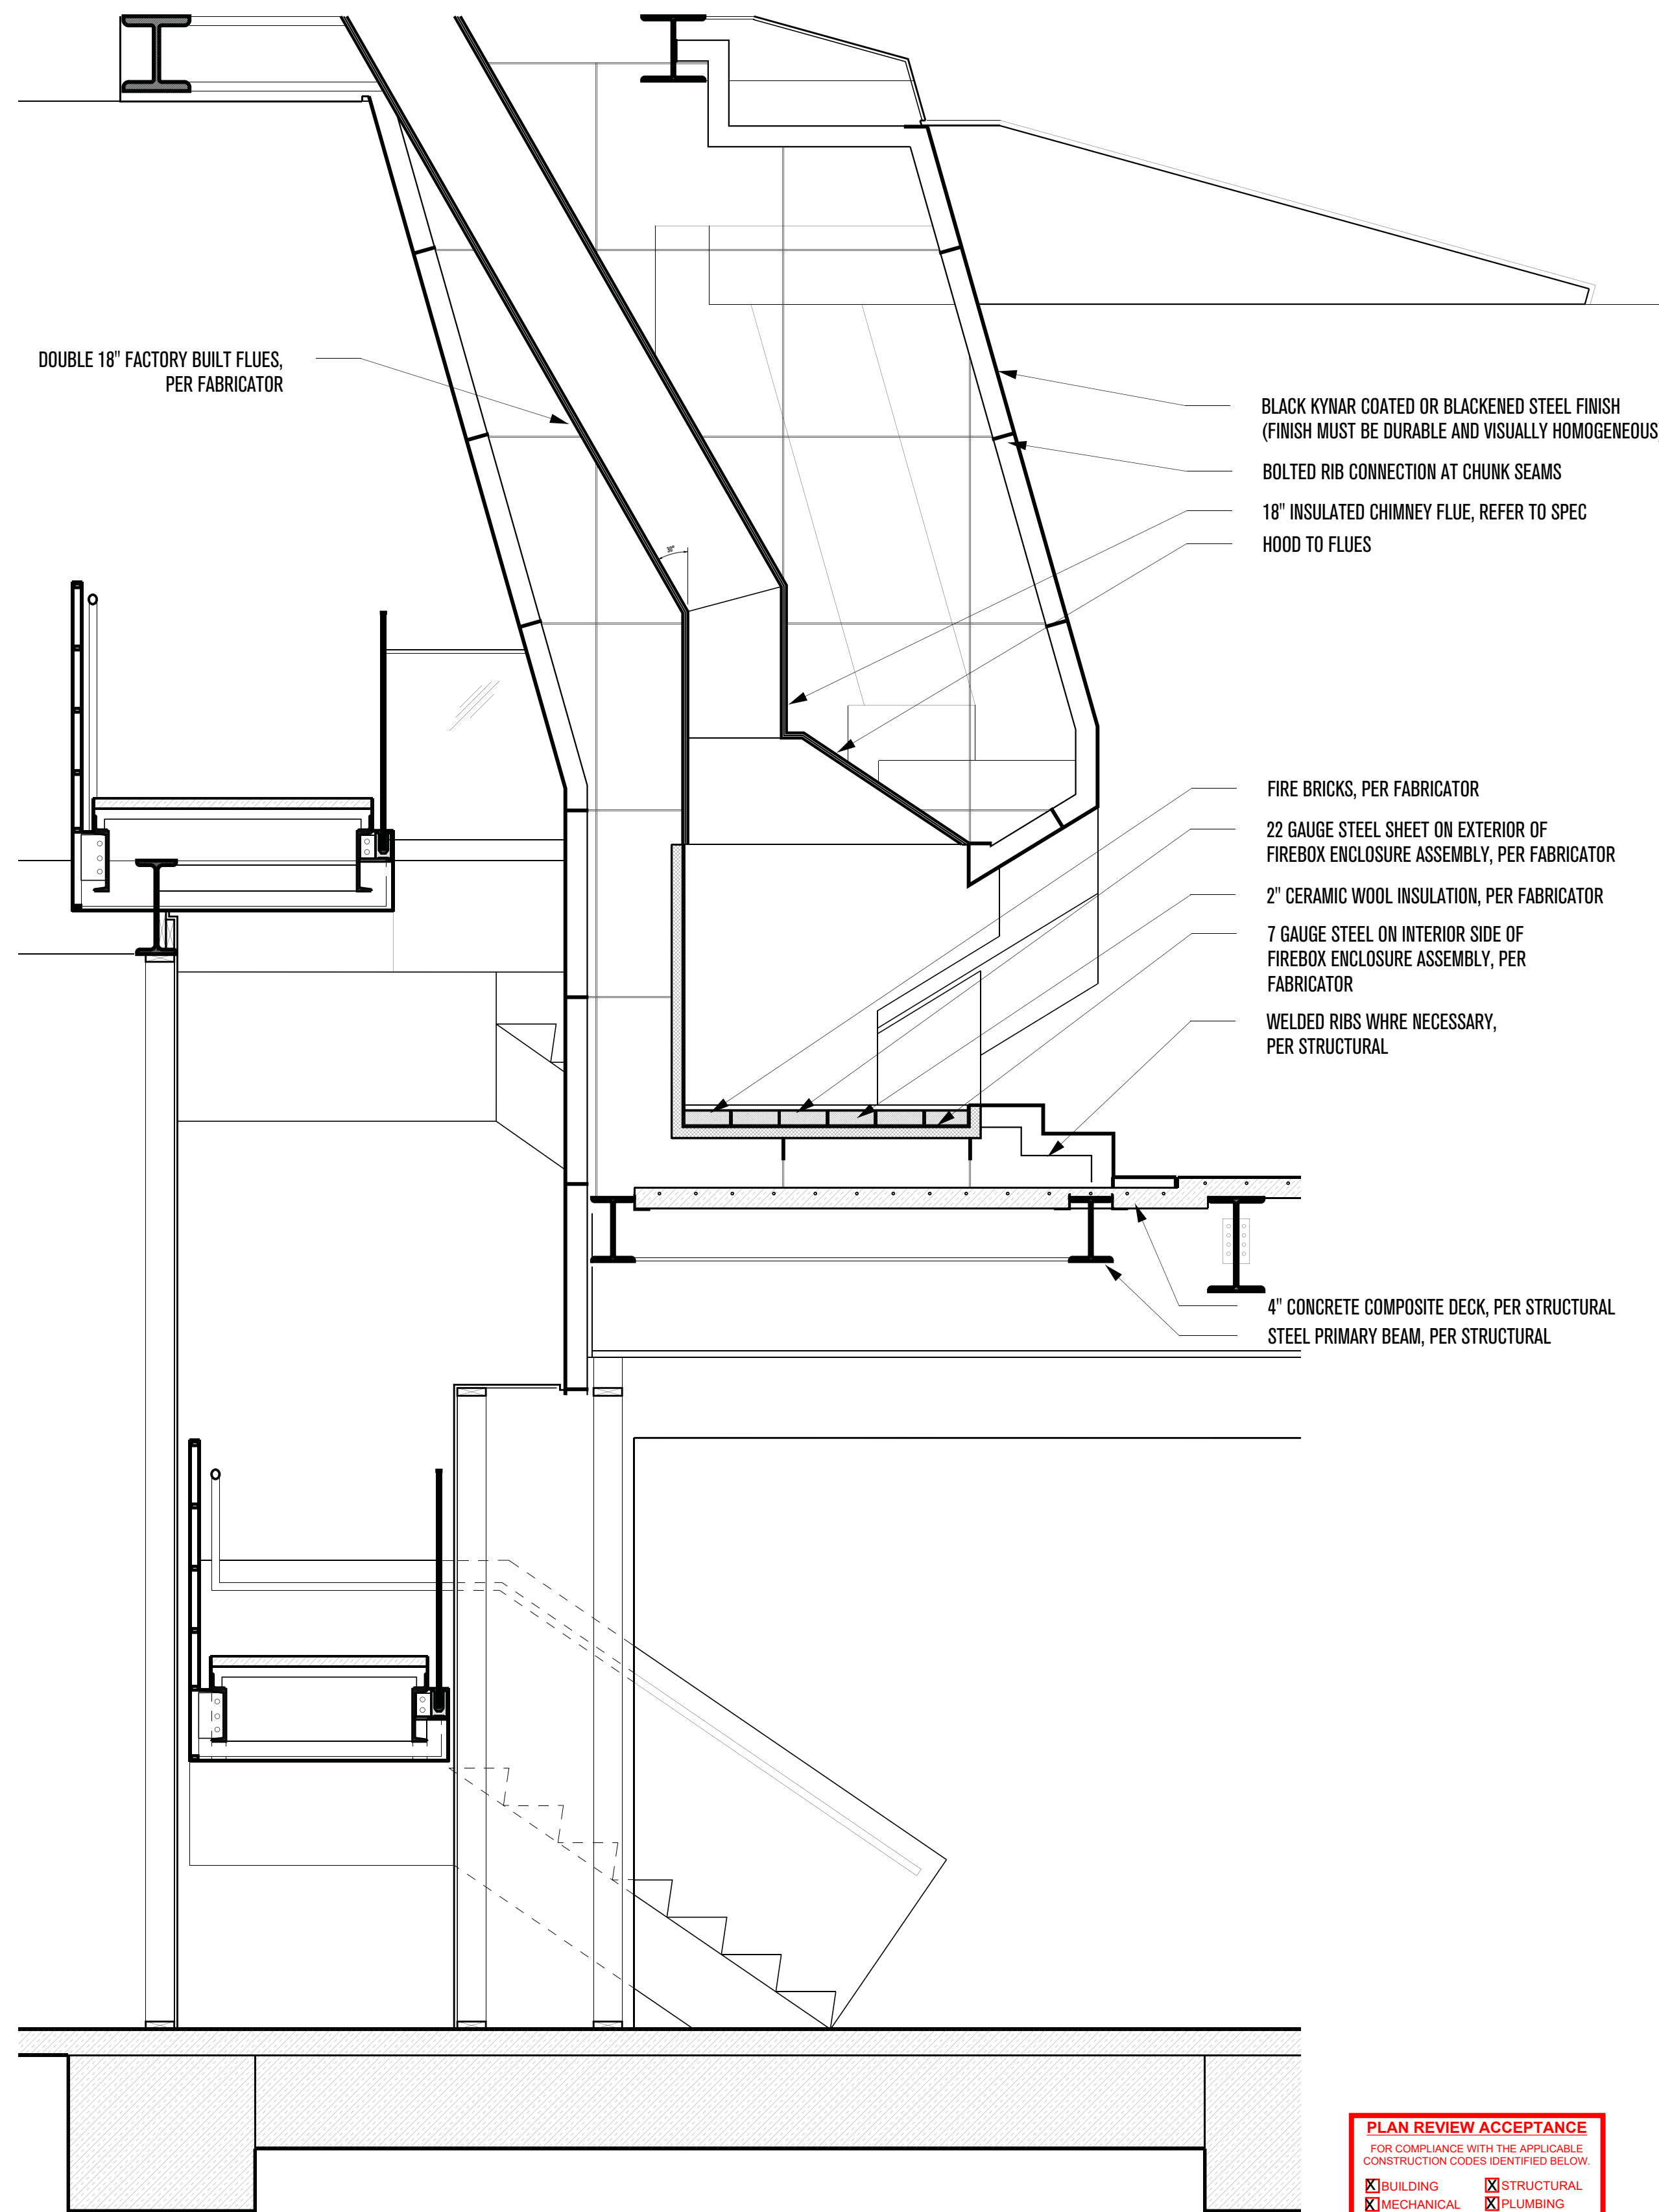 DOUBLE 18" FACTORY BUILT FLUES,
PER FABRICATOR
30°
BLACK KYNAR COATED OR BLACKENED STEEL FINISH
(FINISH MUST BE DURABLE AND VISUALLY HOMOGENEOUS)
BOLTED RIB CONNECTION AT CHUNK SEAMS
18" INSULATED CHIMNEY FLUE, REFER TO SPEC
HOOD TO FLUES
FIRE BRICKS, PER FABRICATOR
22 GAUGE STEEL SHEET ON EXTERIOR OF
FIREBOX ENCLOSURE ASSEMBLY, PER FABRICATOR
2" CERAMIC WOOL INSULATION, PER FABRICATOR
7 GAUGE STEEL ON INTERIOR SIDE OF
FIREBOX ENCLOSURE ASSEMBLY, PER
FABRICATOR
WELDED RIBS WHRE NECESSARY,
PER STRUCTURAL
4" CONCRETE COMPOSITE DECK, PER STRUCTURAL
STEEL PRIMARY BEAM, PER STRUCTURAL
PLAN REVIEW ACCEPTANCE
FOR COMPLIANCE WITH THE APPLICABLE
CONSTRUCTION CODES IDENTIFIED BELOW.
X BUILDING X STRUCTURAL
X MECHANICAL X PLUMBING